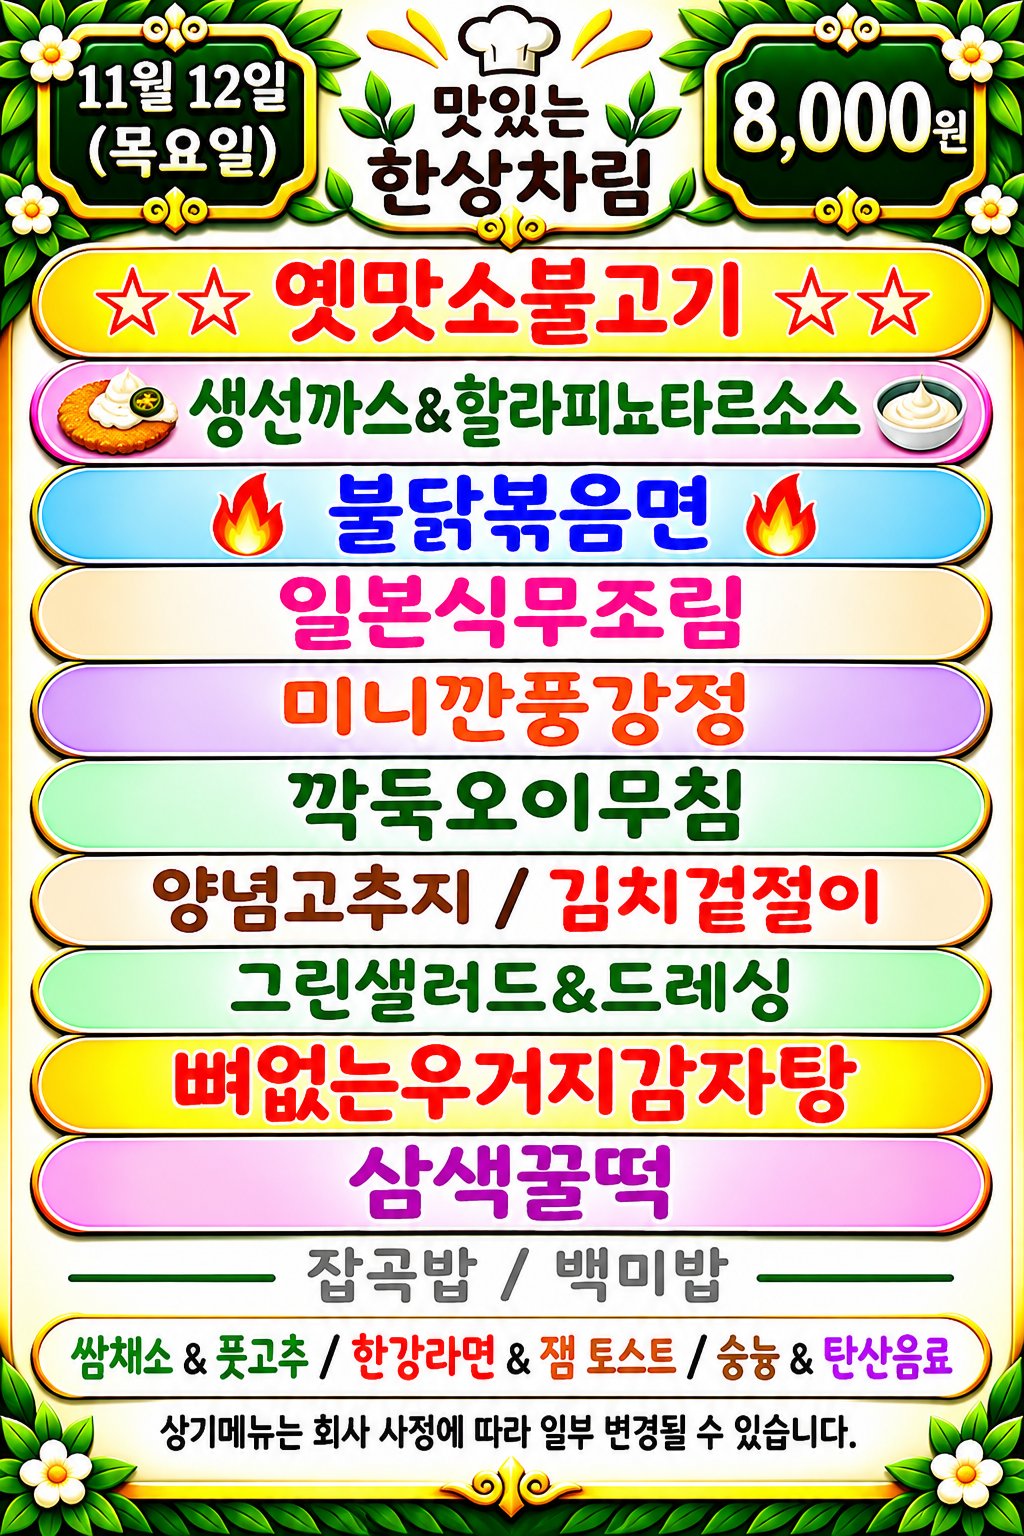 11월 12일
(목요일)
맛있는
한상차림
8,000원
☆☆ 옛맛소불고기 ☆☆
생선까스&할라피뇨타르소스
불닭볶음면
일본식무조림
미니깐풍강정
깍둑오이무침
양념고추지 / 김치겉절이
그린샐러드&드레싱
뼈없는우거지감자탕
삼색꿀떡
잡곡밥 / 백미밥
쌈채소 & 풋고추 / 한강라면 & 잼 토스트 / 숭늉 & 탄산음료
상기메뉴는 회사 사정에 따라 일부 변경될 수 있습니다.